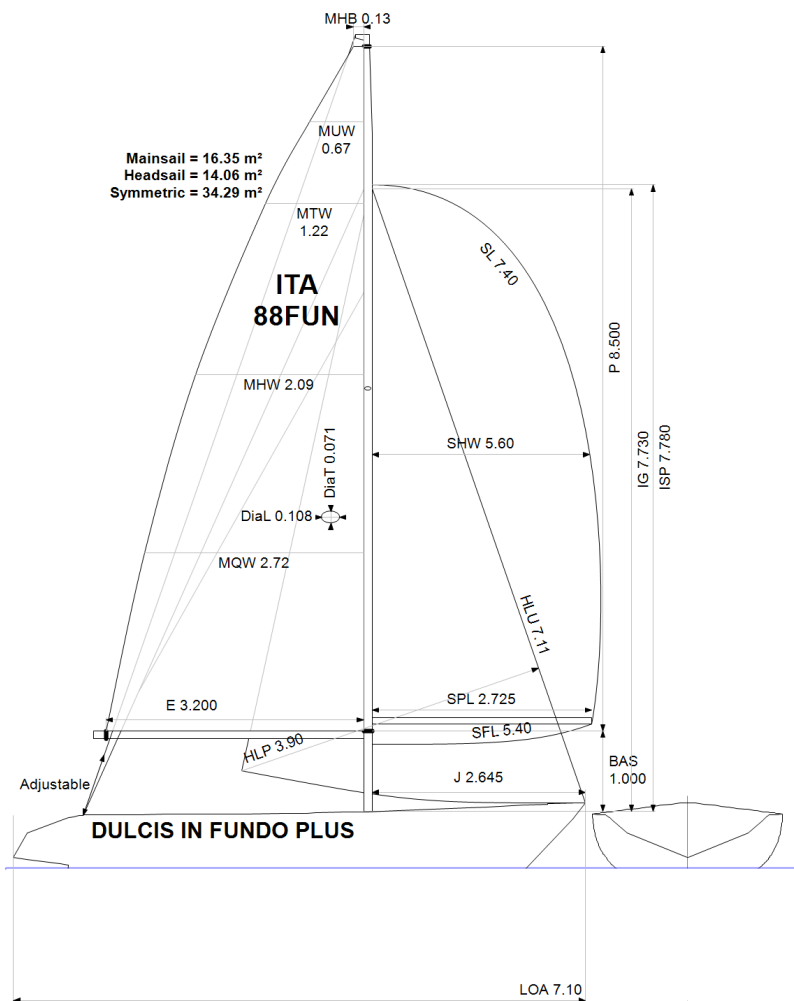 MHB 0.13
MUW
0.67
Mainsail = 16.35 m²
Headsail = 14.06 m²
Symmetric = 34.29 m²
MTW
1.22
SL 7.40
ITA
88FUN
P 8.500
MHW 2.09
IG 7.730
ISP 7.780
SHW 5.60
DiaT 0.071
DiaL 0.108
MQW 2.72
HLU 7.11
E 3.200
SPL 2.725
SFL 5.40
HLP 3.90
BAS
1.000
Adjustable
J 2.645
DULCIS IN FUNDO PLUS
LOA 7.10